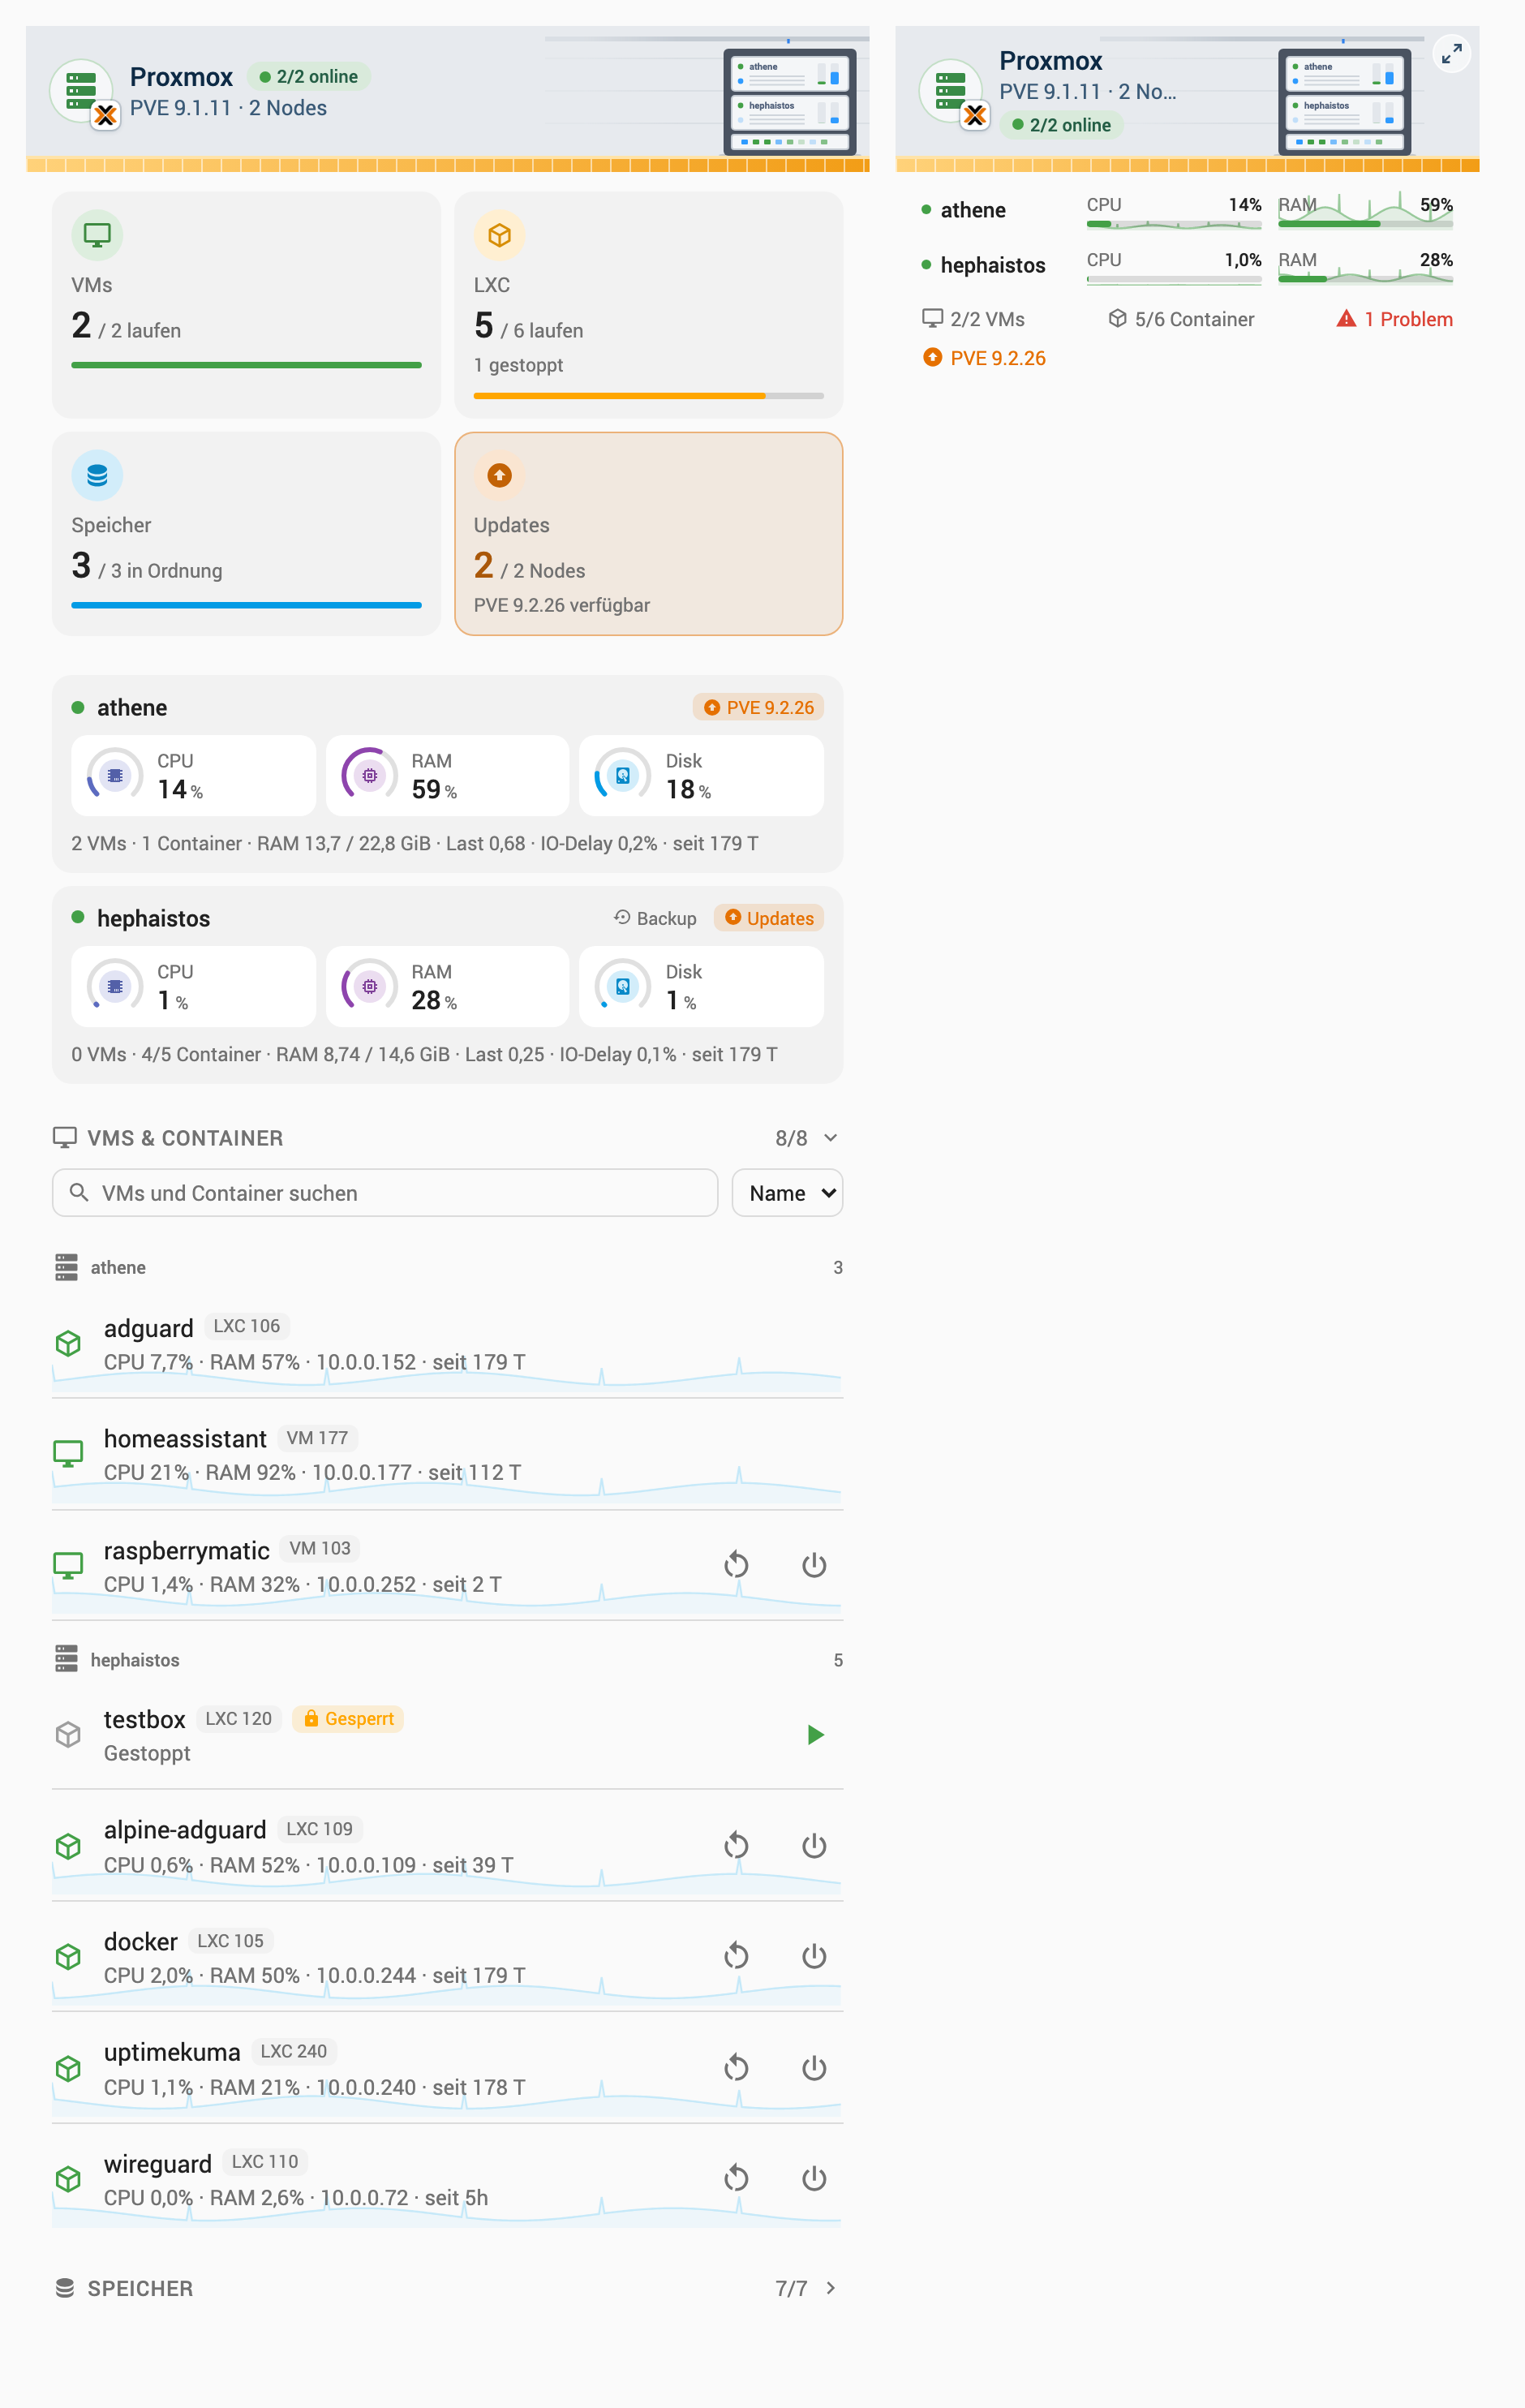 Proxmox 2/2 online
PVE 9.1.11 · 2 Nodes
athene
hephaistos
VMs
2 / 2 laufen
LXC
5 / 6 laufen
1 gestoppt
Speicher
3 / 3 in Ordnung
Updates
2 / 2 Nodes
PVE 9.2.26 verfügbar
athene PVE 9.2.26
CPU
14 %
RAM
59 %
Disk
18 %
2 VMs · 1 Container · RAM 13,7 / 22,8 GiB · Last 0,68 · IO-Delay 0,2% · seit 179 T
hephaistos Backup Updates
CPU
1 %
RAM
28 %
Disk
1 %
0 VMs · 4/5 Container · RAM 8,74 / 14,6 GiB · Last 0,25 · IO-Delay 0,1% · seit 179 T
VMS & CONTAINER 8/8
VMs und Container suchen Name
athene 3
adguard LXC 106
CPU 7,7% · RAM 57% · 10.0.0.152 · seit 179 T
homeassistant VM 177
CPU 21% · RAM 92% · 10.0.0.177 · seit 112 T
raspberrymatic VM 103
CPU 1,4% · RAM 32% · 10.0.0.252 · seit 2 T
hephaistos 5
testbox LXC 120 Gesperrt
Gestoppt
alpine-adguard LXC 109
CPU 0,6% · RAM 52% · 10.0.0.109 · seit 39 T
docker LXC 105
CPU 2,0% · RAM 50% · 10.0.0.244 · seit 179 T
uptimekuma LXC 240
CPU 1,1% · RAM 21% · 10.0.0.240 · seit 178 T
wireguard LXC 110
CPU 0,0% · RAM 2,6% · 10.0.0.72 · seit 5h
SPEICHER 7/7
Proxmox
PVE 9.1.11 · 2 No...
2/2 online
athene
hephaistos
athene CPU 14% RAM 59%
hephaistos CPU 1,0% RAM 28%
2/2 VMs 5/6 Container 1 Problem
PVE 9.2.26